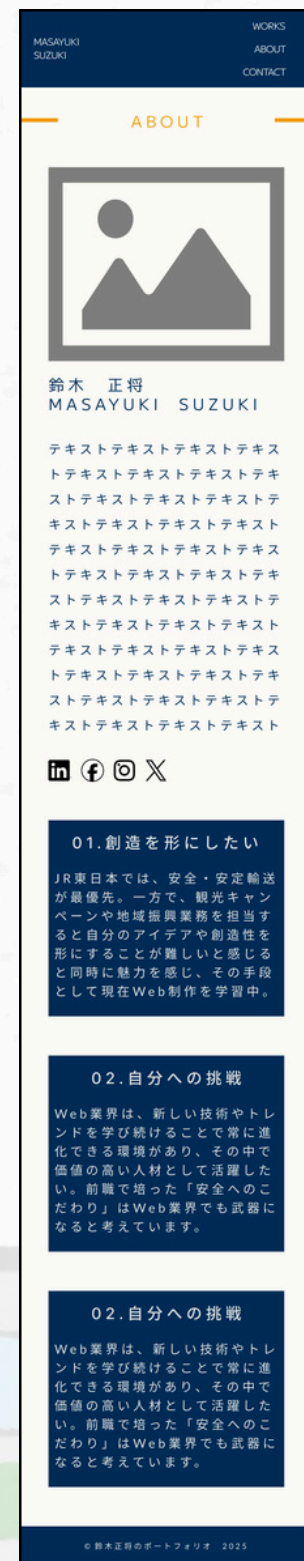 MASAYUKI
SUZUKI
WORKS
ABOUT
CONTACT
ABOUT
鈴木　正将
MASAYUKI　SUZUKI
テキストテキストテキストテキス
トテキストテキストテキストテキ
ストテキストテキストテキストテ
キストテキストテキストテキスト
テキストテキストテキストテキス
トテキストテキストテキストテキ
ストテキストテキストテキストテ
キストテキストテキストテキスト
テキストテキストテキストテキス
トテキストテキストテキストテキ
ストテキストテキストテキストテ
キストテキストテキストテキスト
in f X
01.創造を形にしたい
JR東日本では、安全・安定輸送
が最優先。一方で、観光キャン
ペーンや地域振興業務を担当す
ると自分のアイデアや創造性を
形にすることが難しいと感じる
と同時に魅力を感じ、その手段
として現在Web制作を学習中。
02.自分への挑戦
Web業界は、新しい技術やトレ
ンドを学び続けることで常に進
化できる環境があり、その中で
価値の高い人材として活躍した
い。前職で培った「安全へのこ
だわり」はWeb業界でも武器に
なると考えています。
02.自分への挑戦
Web業界は、新しい技術やトレ
ンドを学び続けることで常に進
化できる環境があり、その中で
価値の高い人材として活躍した
い。前職で培った「安全へのこ
だわり」はWeb業界でも武器に
なると考えています。
©鈴木正将のポートフォリオ　2025